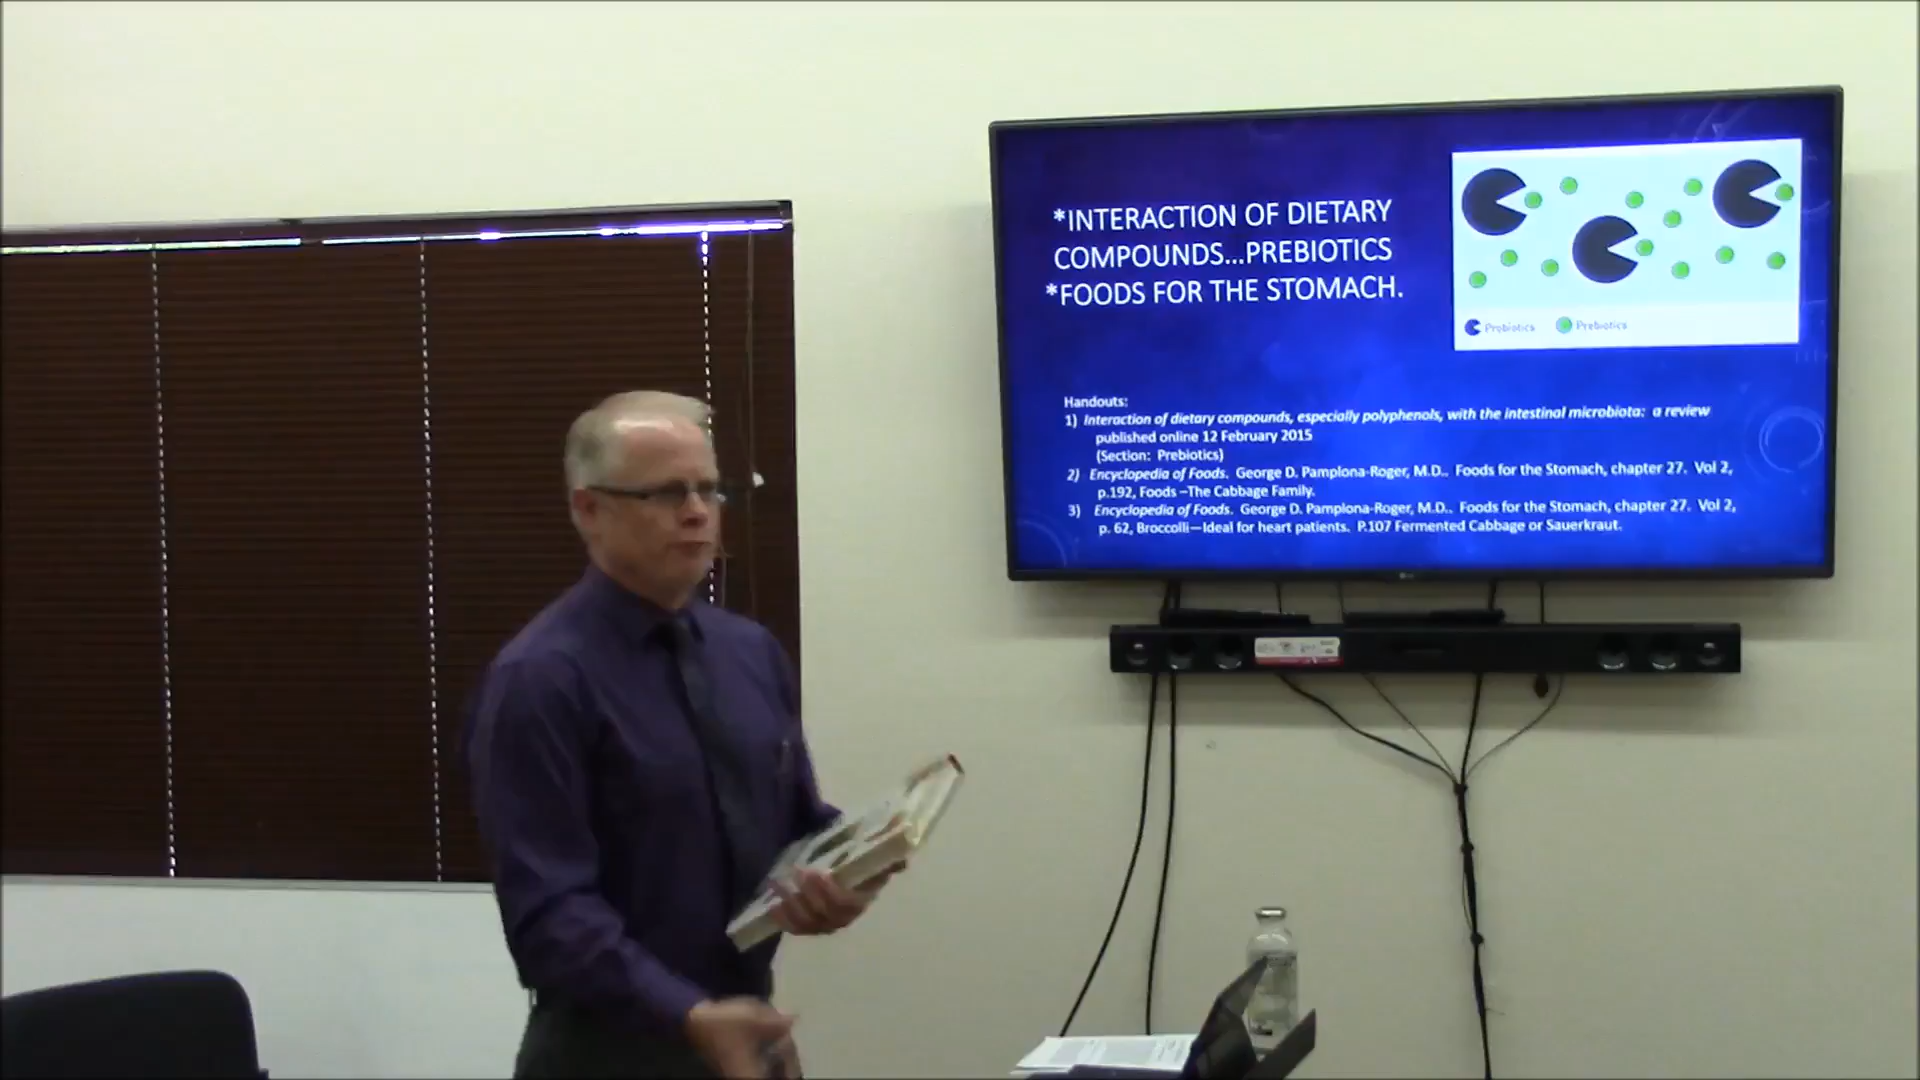 *INTERACTION OF DIETARY
COMPOUNDS...PREBIOTICS
*FOODS FOR THE STOMACH.
Probiotics Prebiotics
Handouts:
1) Interaction of dietary compounds, especially polyphenols, with the intestinal microbiota: a review
published online 12 February 2015
(Section: Prebiotics)
2) Encyclopedia of Foods. George D. Pamplona-Roger, M.D.. Foods for the Stomach, chapter 27. Vol 2,
p.192, Foods –The Cabbage Family.
3) Encyclopedia of Foods. George D. Pamplona-Roger, M.D.. Foods for the Stomach, chapter 27. Vol 2,
p. 62, Broccolli—Ideal for heart patients. P.107 Fermented Cabbage or Sauerkraut.
LG